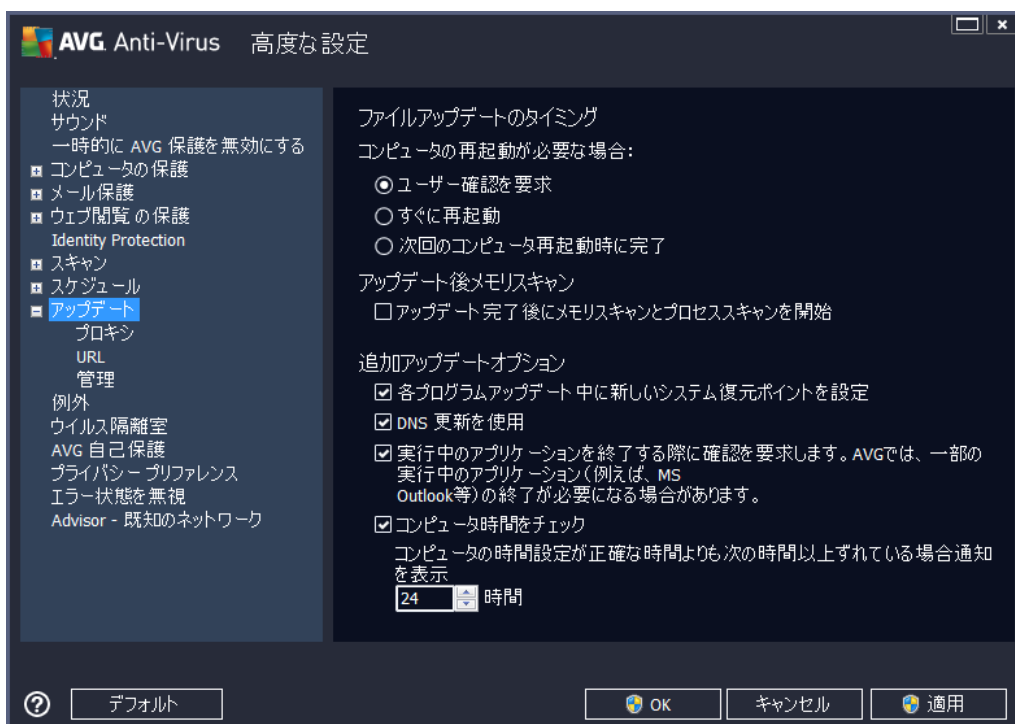 AVG Anti-Virus 高度な設定
状況
サウンド
一時的に AVG 保護を無効にする
コンピュータの保護
メール保護
ウェブ閲覧 の保護
Identity Protection
スキャン
スケジュール
アップデート
プロキシ
URL
管理
例外
ウイルス隔離室
AVG 自己保護
プライバシー プリファレンス
エラー状態を無視
Advisor - 既知のネットワーク
ファイルアップデートのタイミング
コンピュータの再起動が必要な場合:
ユーザー確認を要求
すぐに再起動
次回のコンピュータ再起動時に完了
アップデート後メモリスキャン
アップデート完了後にメモリスキャンとプロセススキャンを開始
追加アップデートオプション
各プログラムアップデート中に新しいシステム復元ポイントを設定
DNS 更新を使用
実行中のアプリケーションを終了する際に確認を要求します。AVGでは、一部の
実行中のアプリケーション(例えば、MS
Outlook等)の終了が必要になる場合があります。
コンピュータ時間をチェック
コンピュータの時間設定が正確な時間よりも次の時間以上ずれている場合通知
を表示
24 時間
デフォルト OK キャンセル 適用